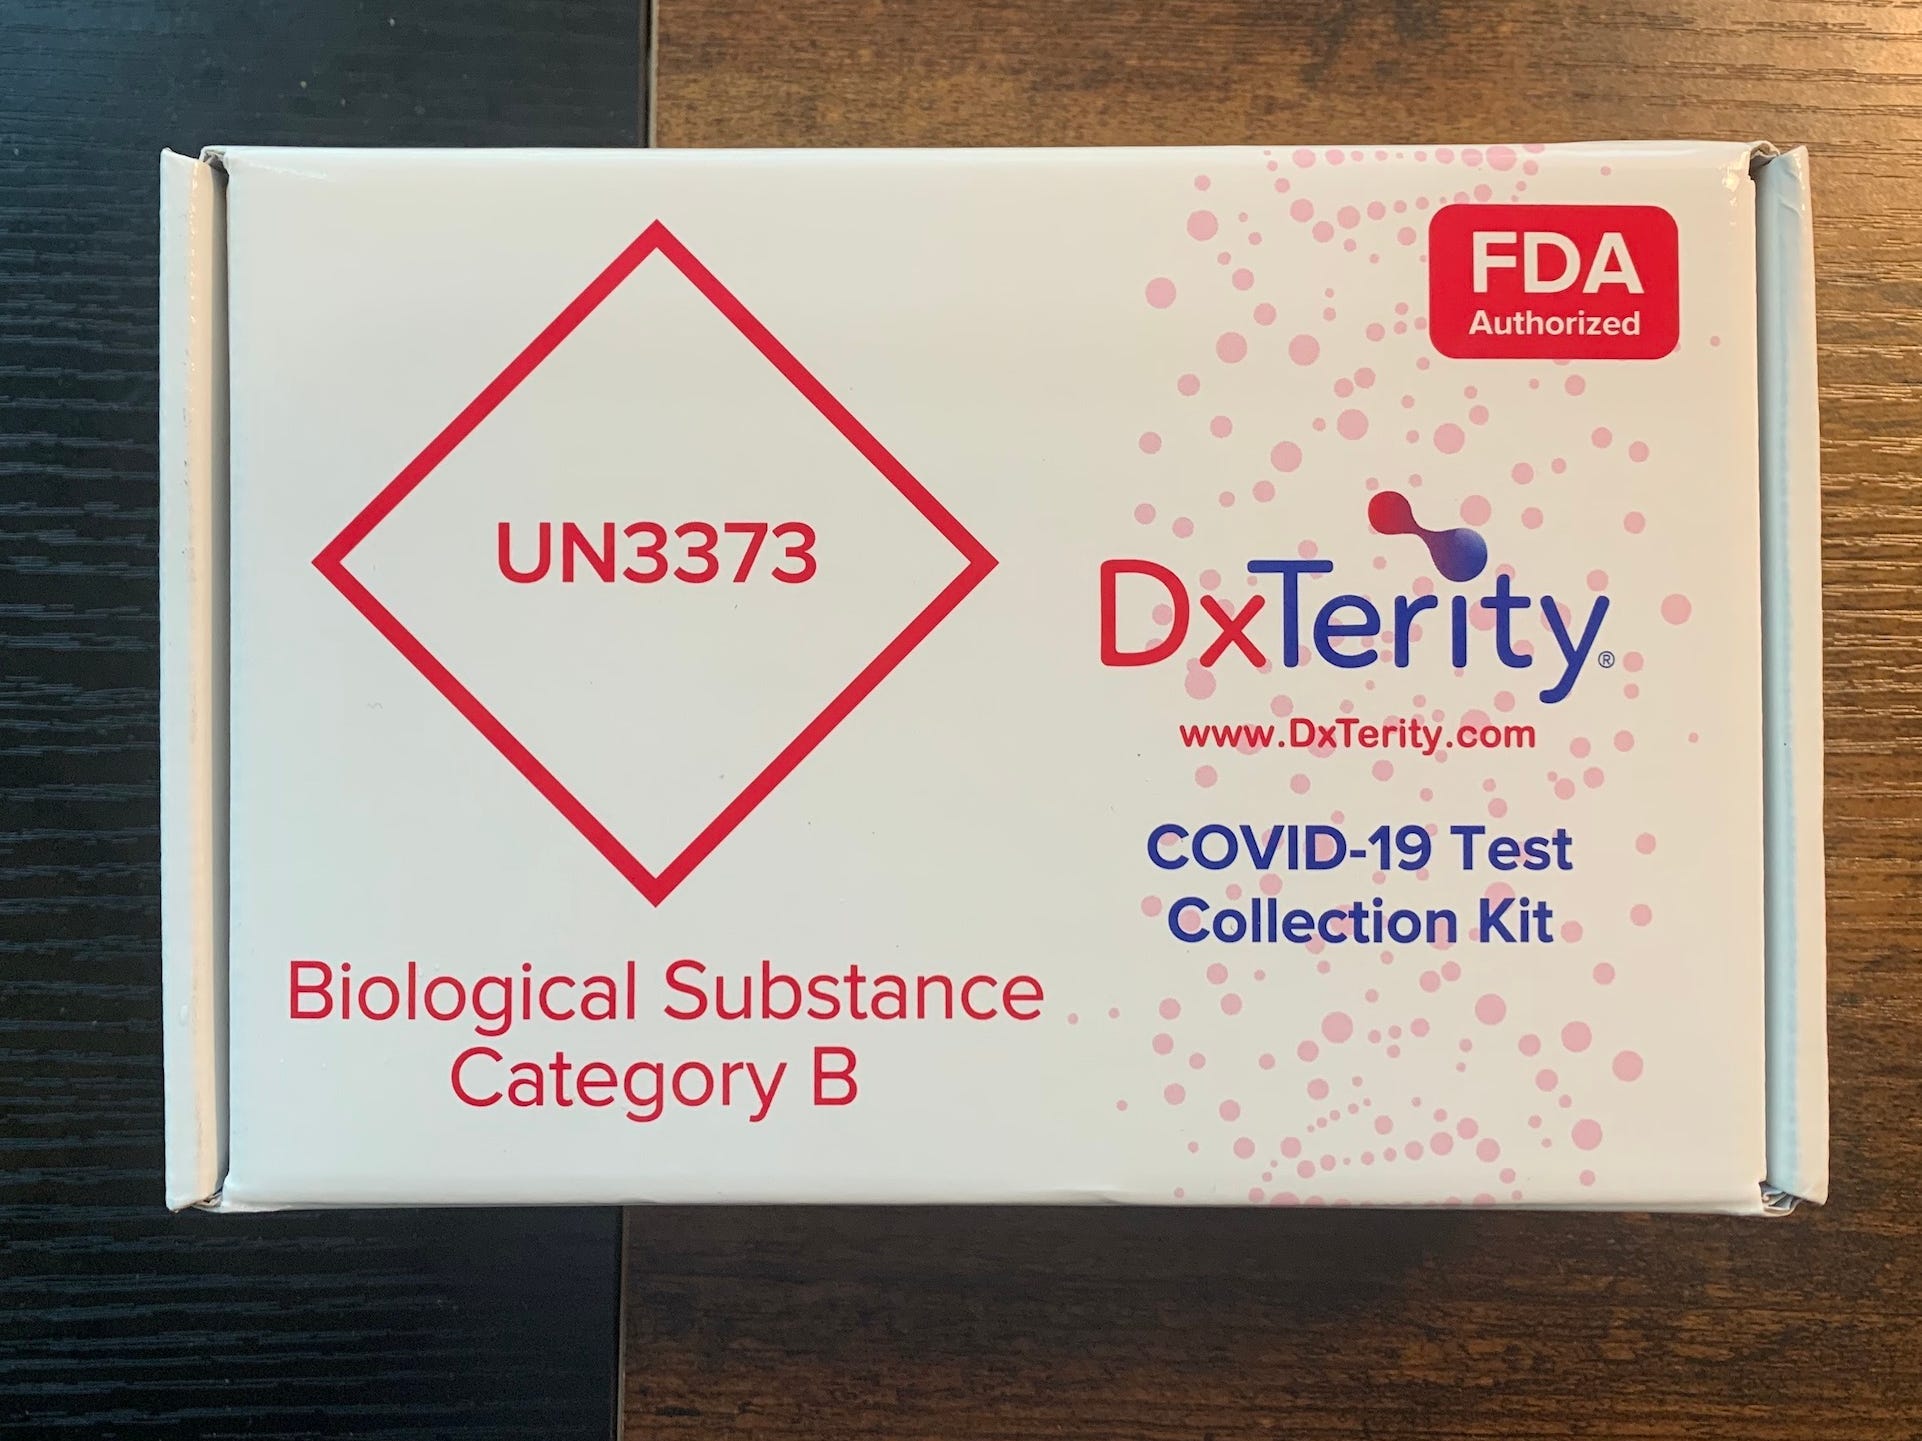 UN3373
Biological Substance
Category B
FDA
Authorized
DxTerity®
www.DxTerity.com
COVID-19 Test
Collection Kit